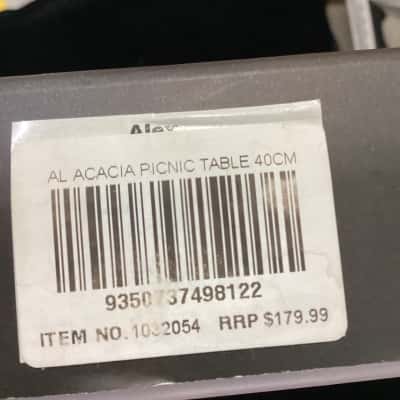 AL ACACIA PICNIC TABLE 40CM
9350737498122
ITEM NO. 1032054 RRP $179.99